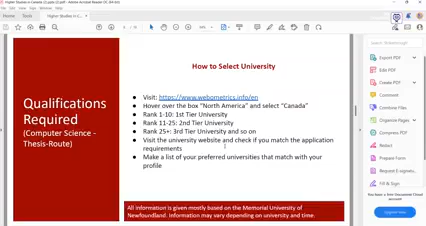 Home
Tools
How to Select University
Qualifications
Required
(Computer Science -
Thesis-Route)
● Visit: https://www.webometrics.info/en
● Hover over the box "North America" and select "Canada"
● Rank 1-10: 1st Tier University
● Rank 11-25: 2nd Tier University
● Rank 25+: 3rd Tier University and so on
● Visit the university website and check if you match the application
requirements
● Make a list of your preferred universities that match with your
profile
All information is given mostly based on the Memorial University of
Newfoundland. Information may vary depending on university and time.
Export PDF
Edit PDF
Create PDF
Comment
Combine Files
Organize Pages
Compress PDF
Redact
Prepare Form
Request E-signatu
Fill & Sign